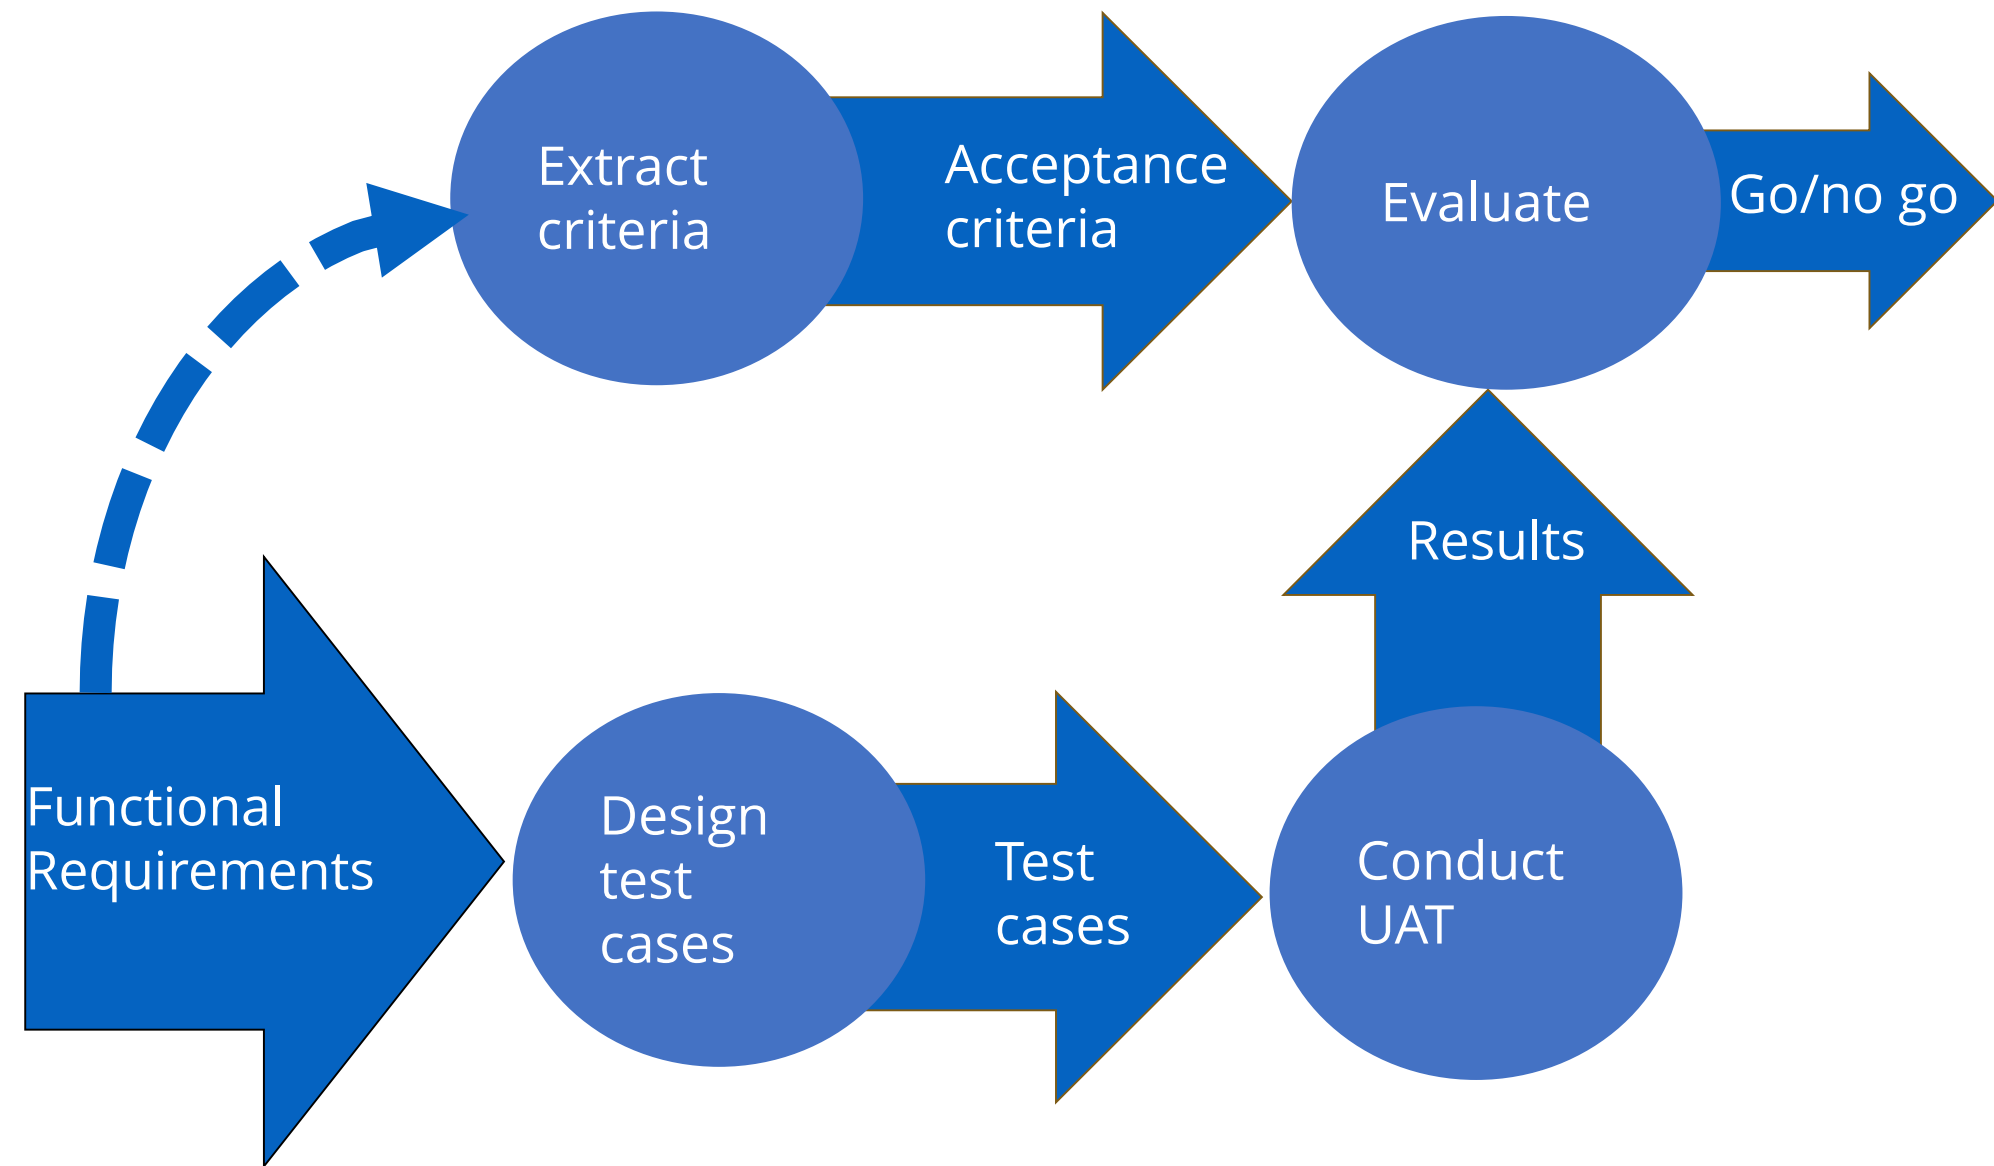 Extract
criteria
Acceptance
criteria
Evaluate
Go/no go
Results
Functional
Requirements
Design
test
cases
Test
cases
Conduct
UAT